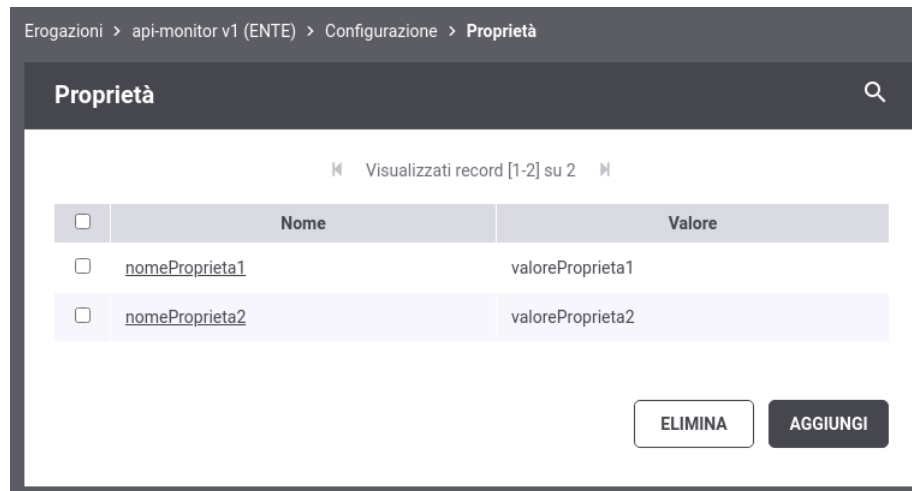 Erogazioni > api-monitor v1 (ENTE) > Configurazione > Proprietà
Proprietà
Visualizzati record [1-2] su 2
Nome Valore
nomeProprieta1 valoreProprieta1
nomeProprieta2 valoreProprieta2
ELIMINA AGGIUNGI